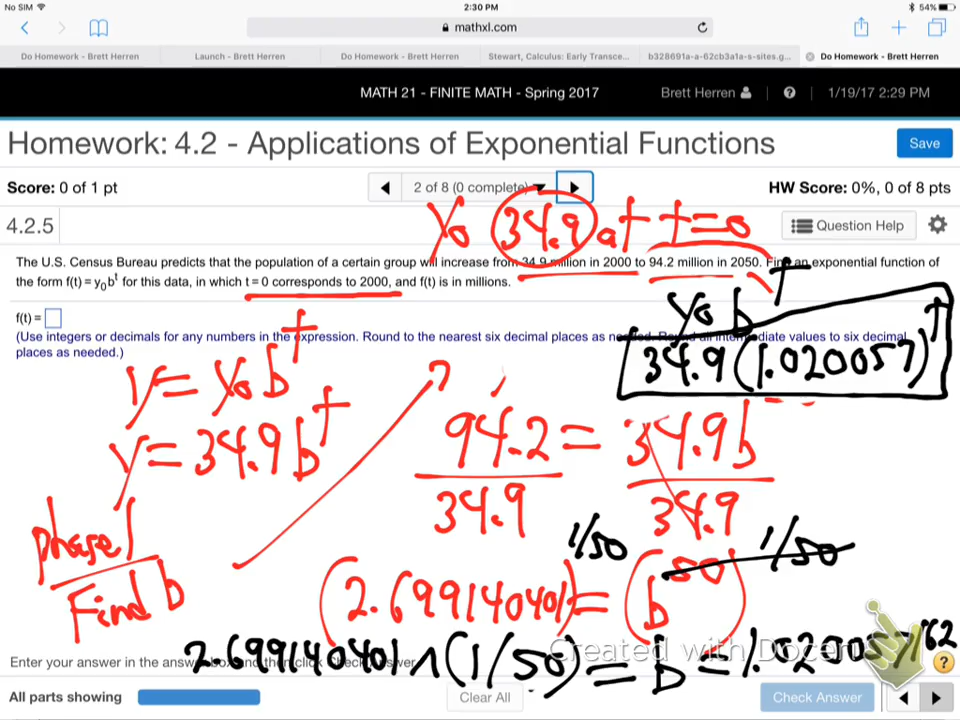 No SIM 2:30 PM 54%
mathxl.com
Do Homework - Brett Herren Launch - Brett Herren Do Homework - Brett Herren Stewart, Calculus: Early Transce... b328691a-a-62cb3a1a-s-sites.g... Do Homework - Brett Herren
MATH 21 - FINITE MATH - Spring 2017 Brett Herren 1/19/17 2:29 PM
Homework: 4.2 - Applications of Exponential Functions Save
Score: 0 of 1 pt 2 of 8 (0 complete) HW Score: 0%, 0 of 8 pts
4.2.5 Question Help
y₀ 34.9 at t=0
The U.S. Census Bureau predicts that the population of a certain group will increase from 34.9 million in 2000 to 94.2 million in 2050. Find an exponential function of
the form f(t) = y₀bᵗ for this data, in which t = 0 corresponds to 2000, and f(t) is in millions.
y₀ b t
f(t) =
(Use integers or decimals for any numbers in the expression. Round to the nearest six decimal places as needed. Round all intermediate values to six decimal
places as needed.)
34.9(1.020057)
y = y₀ b t
y = 34.9 b t
94.2 = 34.9b
34.9 34.9
phase 1
Find b
1/50 1/50
(2.699140401) = (b 50)
2.699140401 ^ (1/50) = b =
Created with
Enter your answer in the answer box and then click Check Answer.
All parts showing Clear All Check Answer